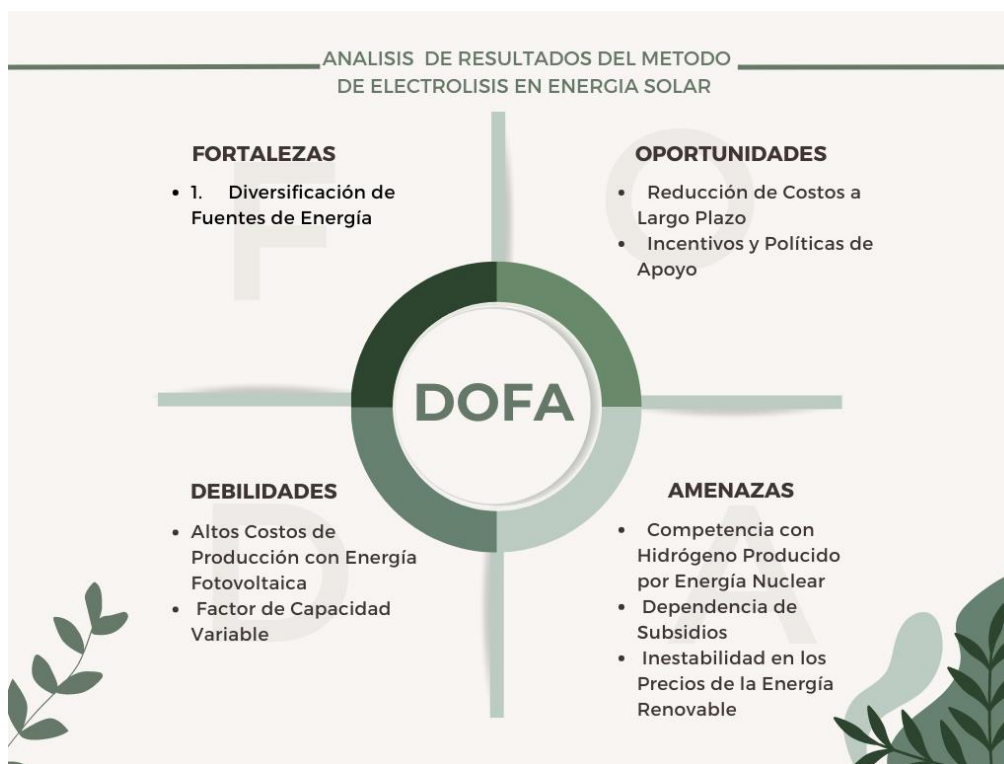 ANALISIS DE RESULTADOS DEL METODO
DE ELECTROLISIS EN ENERGIA SOLAR
F
FORTALEZAS
• 1. Diversificación de
Fuentes de Energía
O
OPORTUNIDADES
• Reducción de Costos a
Largo Plazo
• Incentivos y Políticas de
Apoyo
DOFA
D
DEBILIDADES
• Altos Costos de
Producción con Energía
Fotovoltaica
• Factor de Capacidad
Variable
A
AMENAZAS
• Competencia con
Hidrógeno Producido
por Energía Nuclear
• Dependencia de
Subsidios
• Inestabilidad en los
Precios de la Energía
Renovable